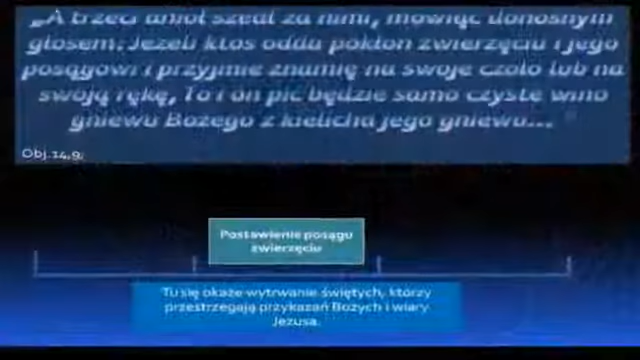 „A trzeci anioł szedł za nimi, mówiąc donośnym
głosem: Jeżeli ktoś odda pokłon zwierzęciu i jego
posągowi i przyjmie znamię na swoje czoło lub na
swoją rękę, To i on pić będzie samo czyste wino
gniewu Bożego z kielicha jego gniewu..."
Obj.14,9;
Postawienie posągu
zwierzęciu
Tu się okaże wytrwanie świętych, którzy
przestrzegają przykazań Bożych i wiary
Jezusa.